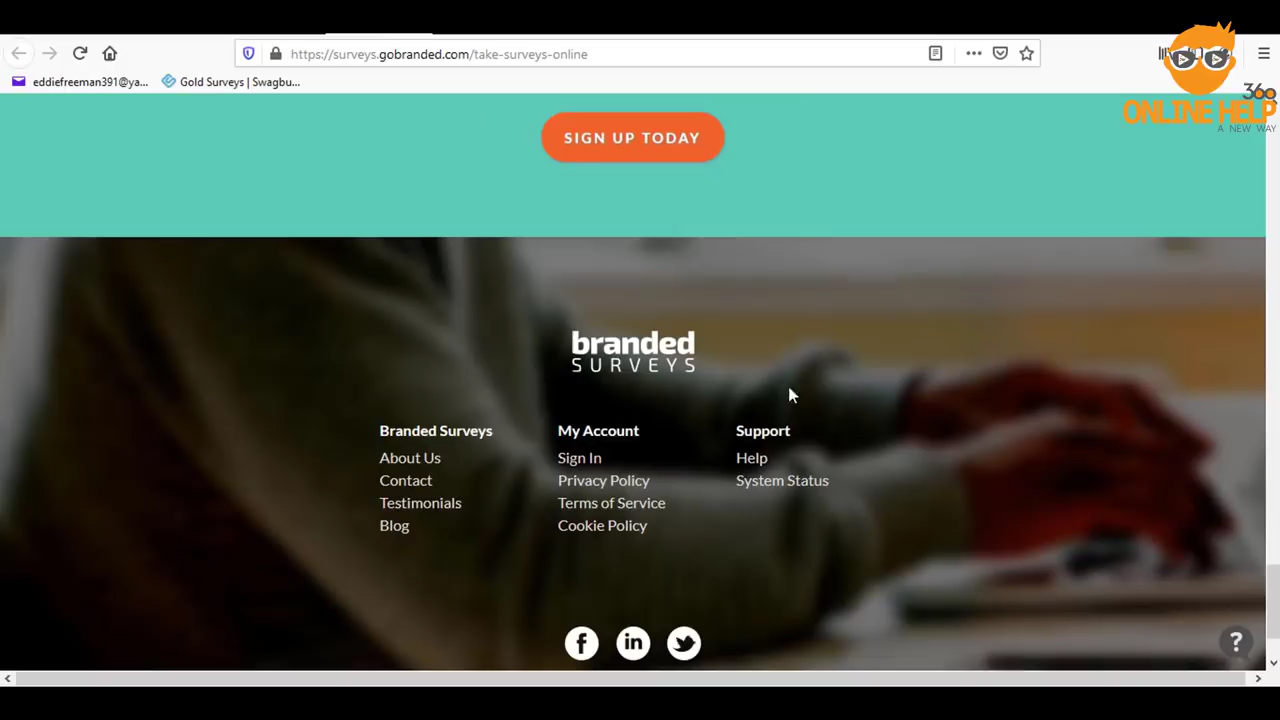 https://surveys.gobranded.com/take-surveys-online
360
ONLINE HELP
A NEW WAY
eddiefreeman391@ya... Gold Surveys | Swagbu...
SIGN UP TODAY
branded
SURVEYS
Branded Surveys My Account Support
About Us Sign In Help
Contact Privacy Policy System Status
Testimonials Terms of Service
Blog Cookie Policy
f in
?